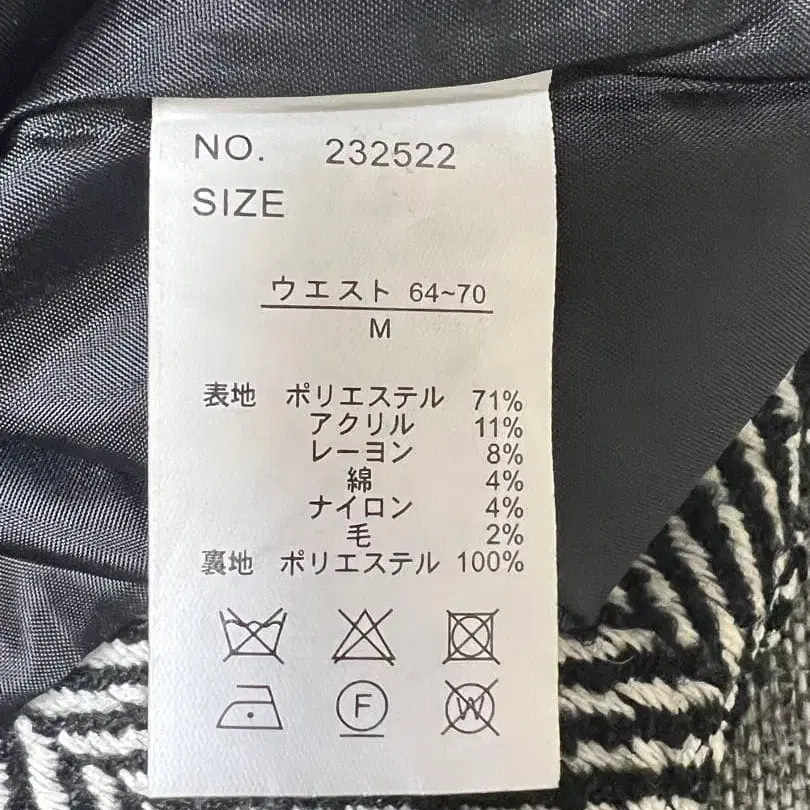 NO. 232522
SIZE
ウエスト 64~70
M
表地 ポリエステル 71%
アクリル 11%
レーヨン 8%
綿 4%
ナイロン 4%
毛 2%
裏地 ポリエステル 100%
F W